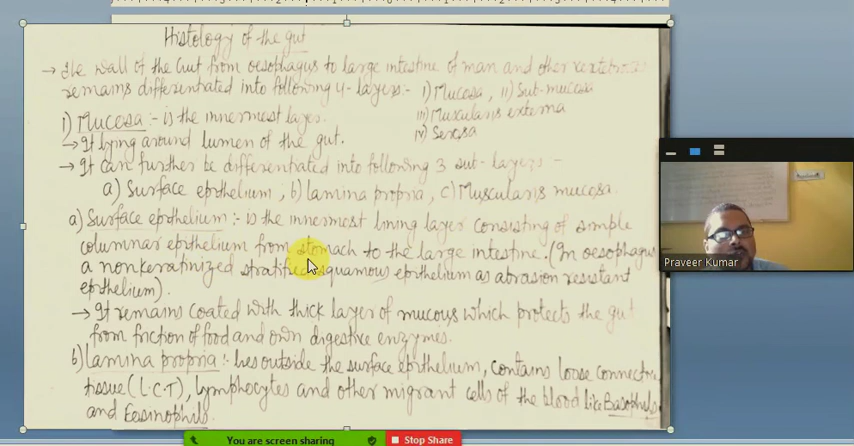 Histology of the gut
→ The wall of the Gut from oesophagus to large intestine of man and other vertebrates
remains differentiated into following 4-layers:- i) Mucosa, ii) Sub-mucosa
iii) Muscularis externa
iv) Serosa
i) Mucosa :- is the innermost layer.
→ It lying around lumen of the gut.
→ It can further be differentiated into following 3 sub-layers -
a) Surface epithelium, b) lamina propria, c) Muscularis mucosa.
a) Surface epithelium :- is the innermost lining layer consisting of simple
columnar epithelium from stomach to the large intestine. (In oesophagus
a nonkeratinized stratified squamous epithelium as abrasion resistant
epithelium).
→ It remains coated with thick layer of mucous which protects the gut
from friction of food and own digestive enzymes.
b) lamina propria :- lies outside the surface epithelium, contains loose connective
tissue (L.C.T), lymphocytes and other migrant cells of the blood like Basophils
and Eosinophils.
Praveer Kumar
You are screen sharing
Stop Share